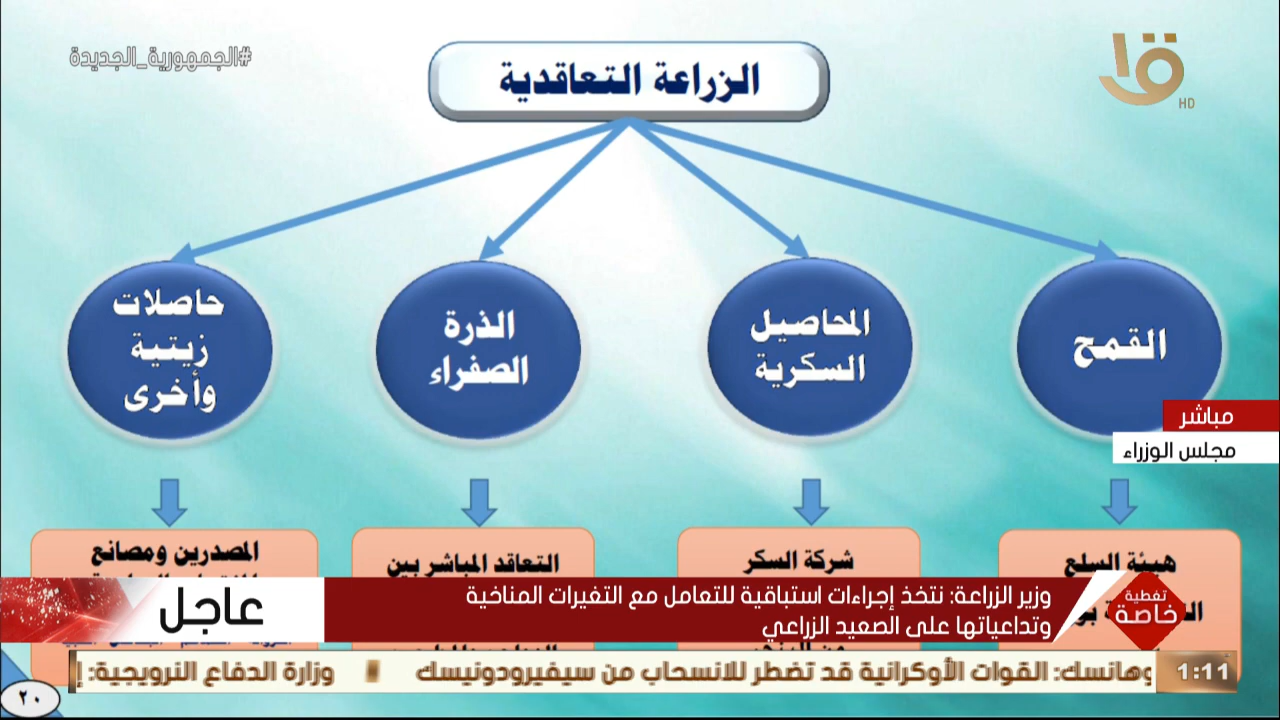 #الجمهورية_الجديدة
HD
الزراعة التعاقدية
القمح
المحاصيل
السكرية
الذرة
الصفراء
حاصلات
زيتية
وأخرى
مباشر
مجلس الوزراء
هيئة السلع
شركة السكر
التعاقد المباشر بين
المصدرين ومصانع
تغطية
خاصة
وزير الزراعة: نتخذ إجراءات استباقية للتعامل مع التغيرات المناخية
وتداعياتها على الصعيد الزراعي
عاجل
1:11
القوات الأوكرانية قد تضطر للانسحاب من سيفيرودونيسك
وزارة الدفاع النرويجية:
٢٠